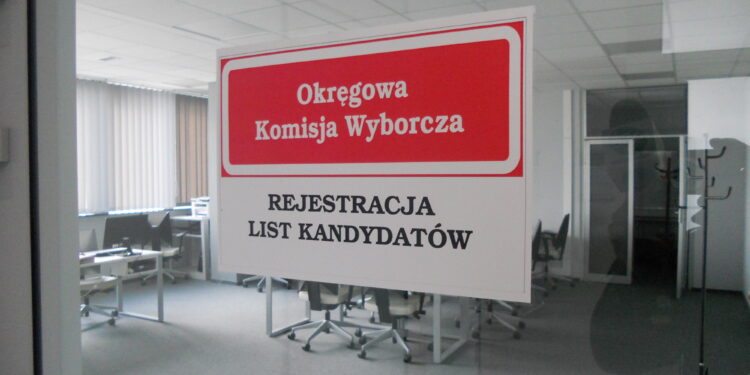 Okręgowa
Komisja Wyborcza
REJESTRACJA
LIST KANDYDATÓW